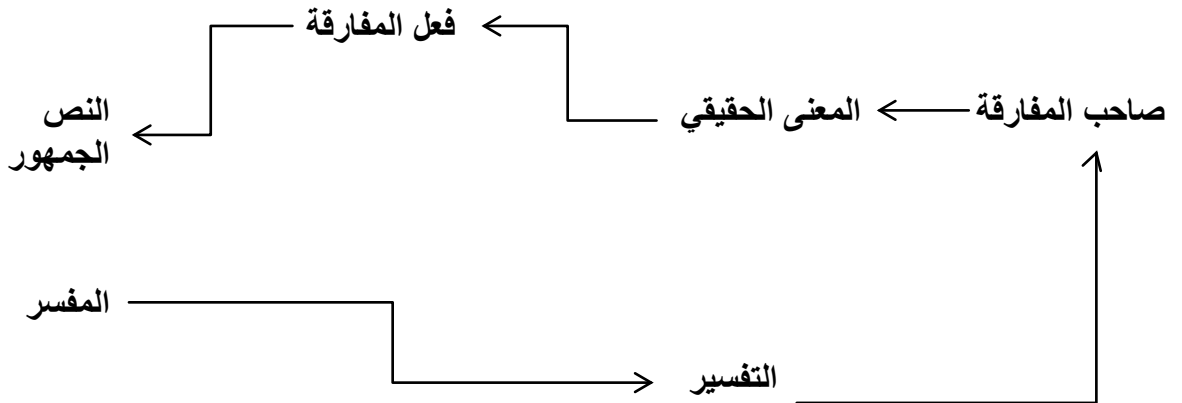 فعل المفارقة
صاحب المفارقة
المعنى الحقيقي
النص
الجمهور
المفسر
التفسير